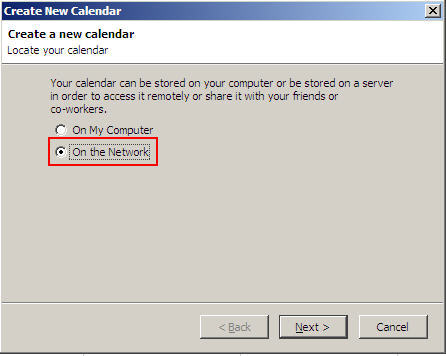 Create New Calendar
Create a new calendar
Locate your calendar
Your calendar can be stored on your computer or be stored on a server
in order to access it remotely or share it with your friends or
co-workers.
On My Computer
On the Network
< Back
Next >
Cancel